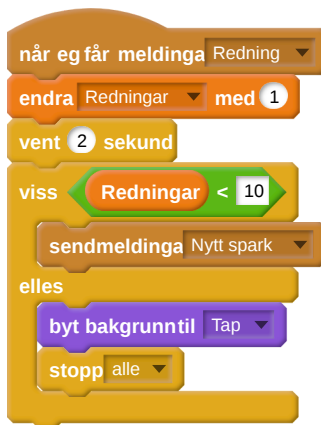 når eg får meldinga Redning
endra Redningar med 1
vent 2 sekund
viss Redningar < 10
sendmeldinga Nytt spark
elles
byt bakgrunntil Tap
stopp alle